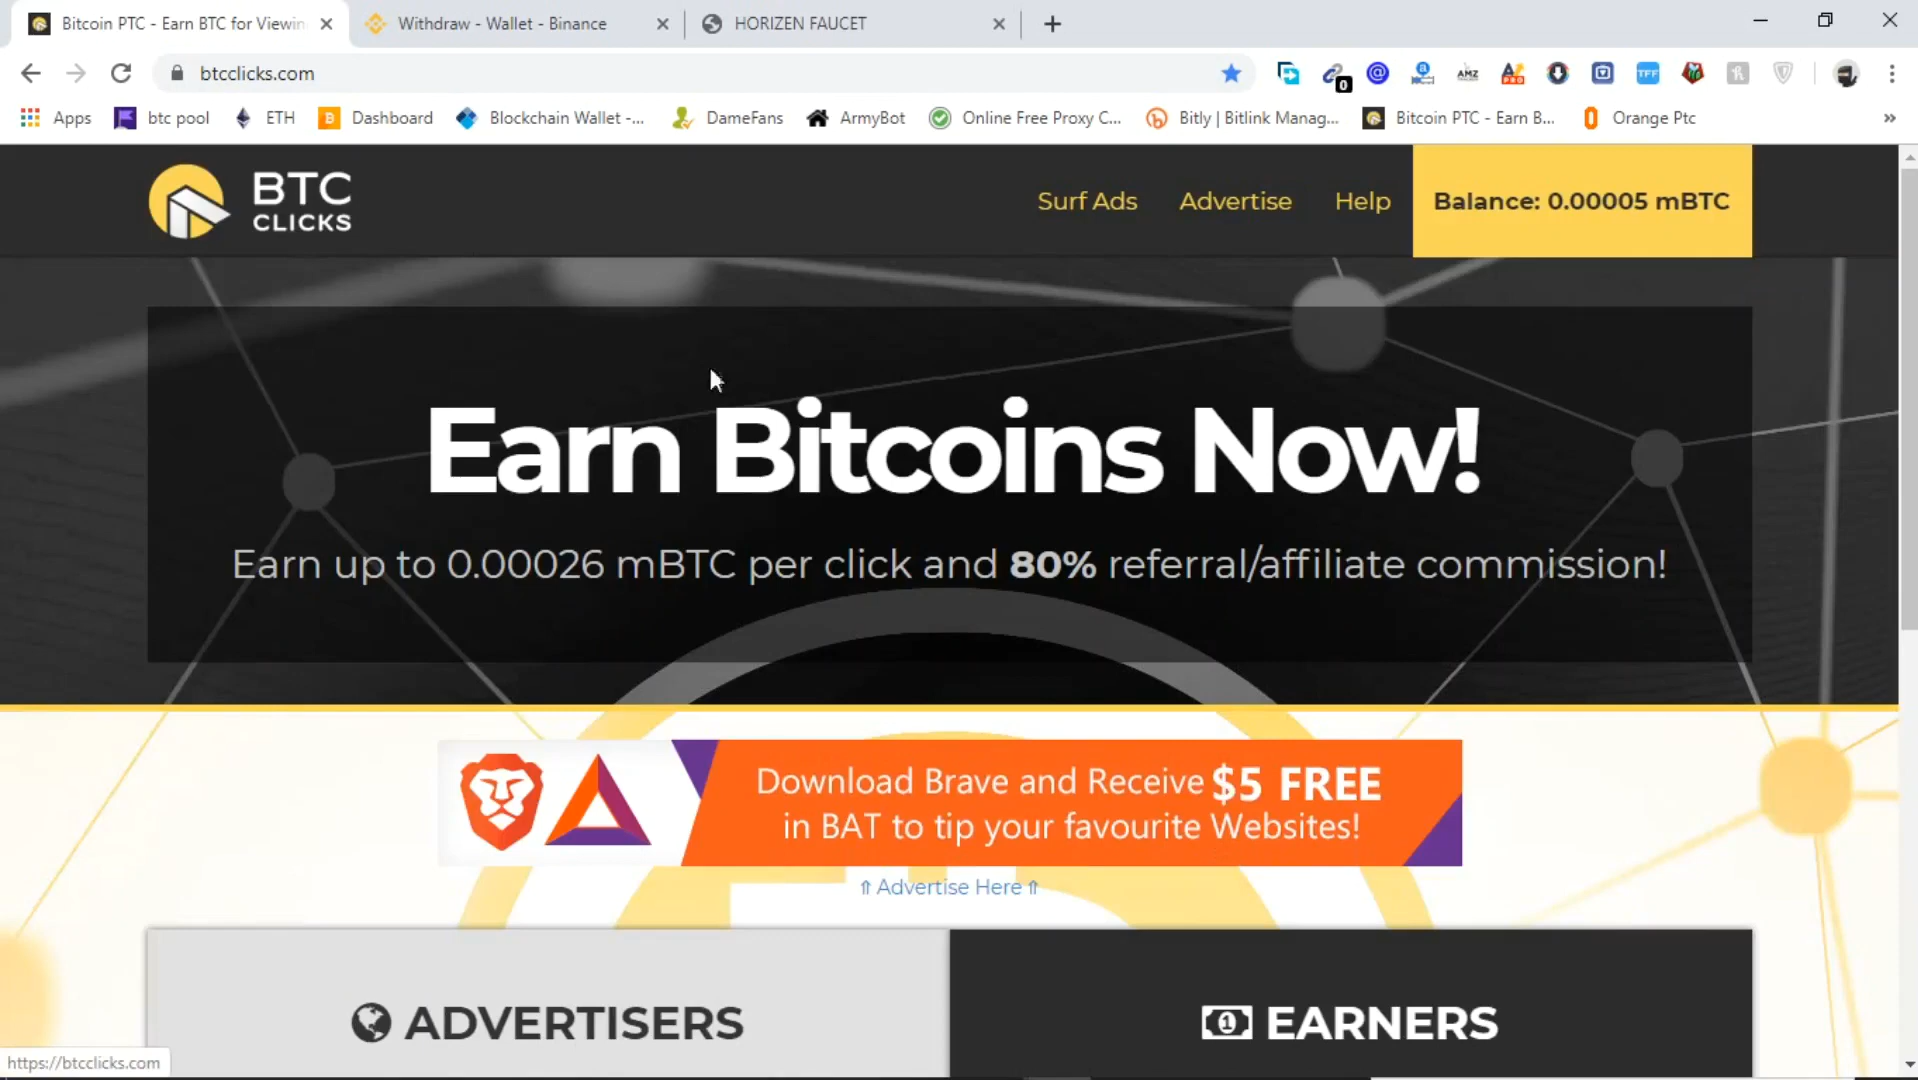 Bitcoin PTC - Earn BTC for Viewin
Withdraw - Wallet - Binance
HORIZEN FAUCET
btcclicks.com
0
AMZ
PRO
TFF
Apps
btc pool
ETH
Dashboard
Blockchain Wallet -...
DameFans
ArmyBot
Online Free Proxy C...
Bitly | Bitlink Manag...
Bitcoin PTC - Earn B...
Orange Ptc
»
BTC
CLICKS
Surf Ads
Advertise
Help
Balance: 0.00005 mBTC
Earn Bitcoins Now!
Earn up to 0.00026 mBTC per click and 80% referral/affiliate commission!
Download Brave and Receive $5 FREE
in BAT to tip your favourite Websites!
⇑ Advertise Here ⇑
ADVERTISERS
EARNERS
https://btcclicks.com